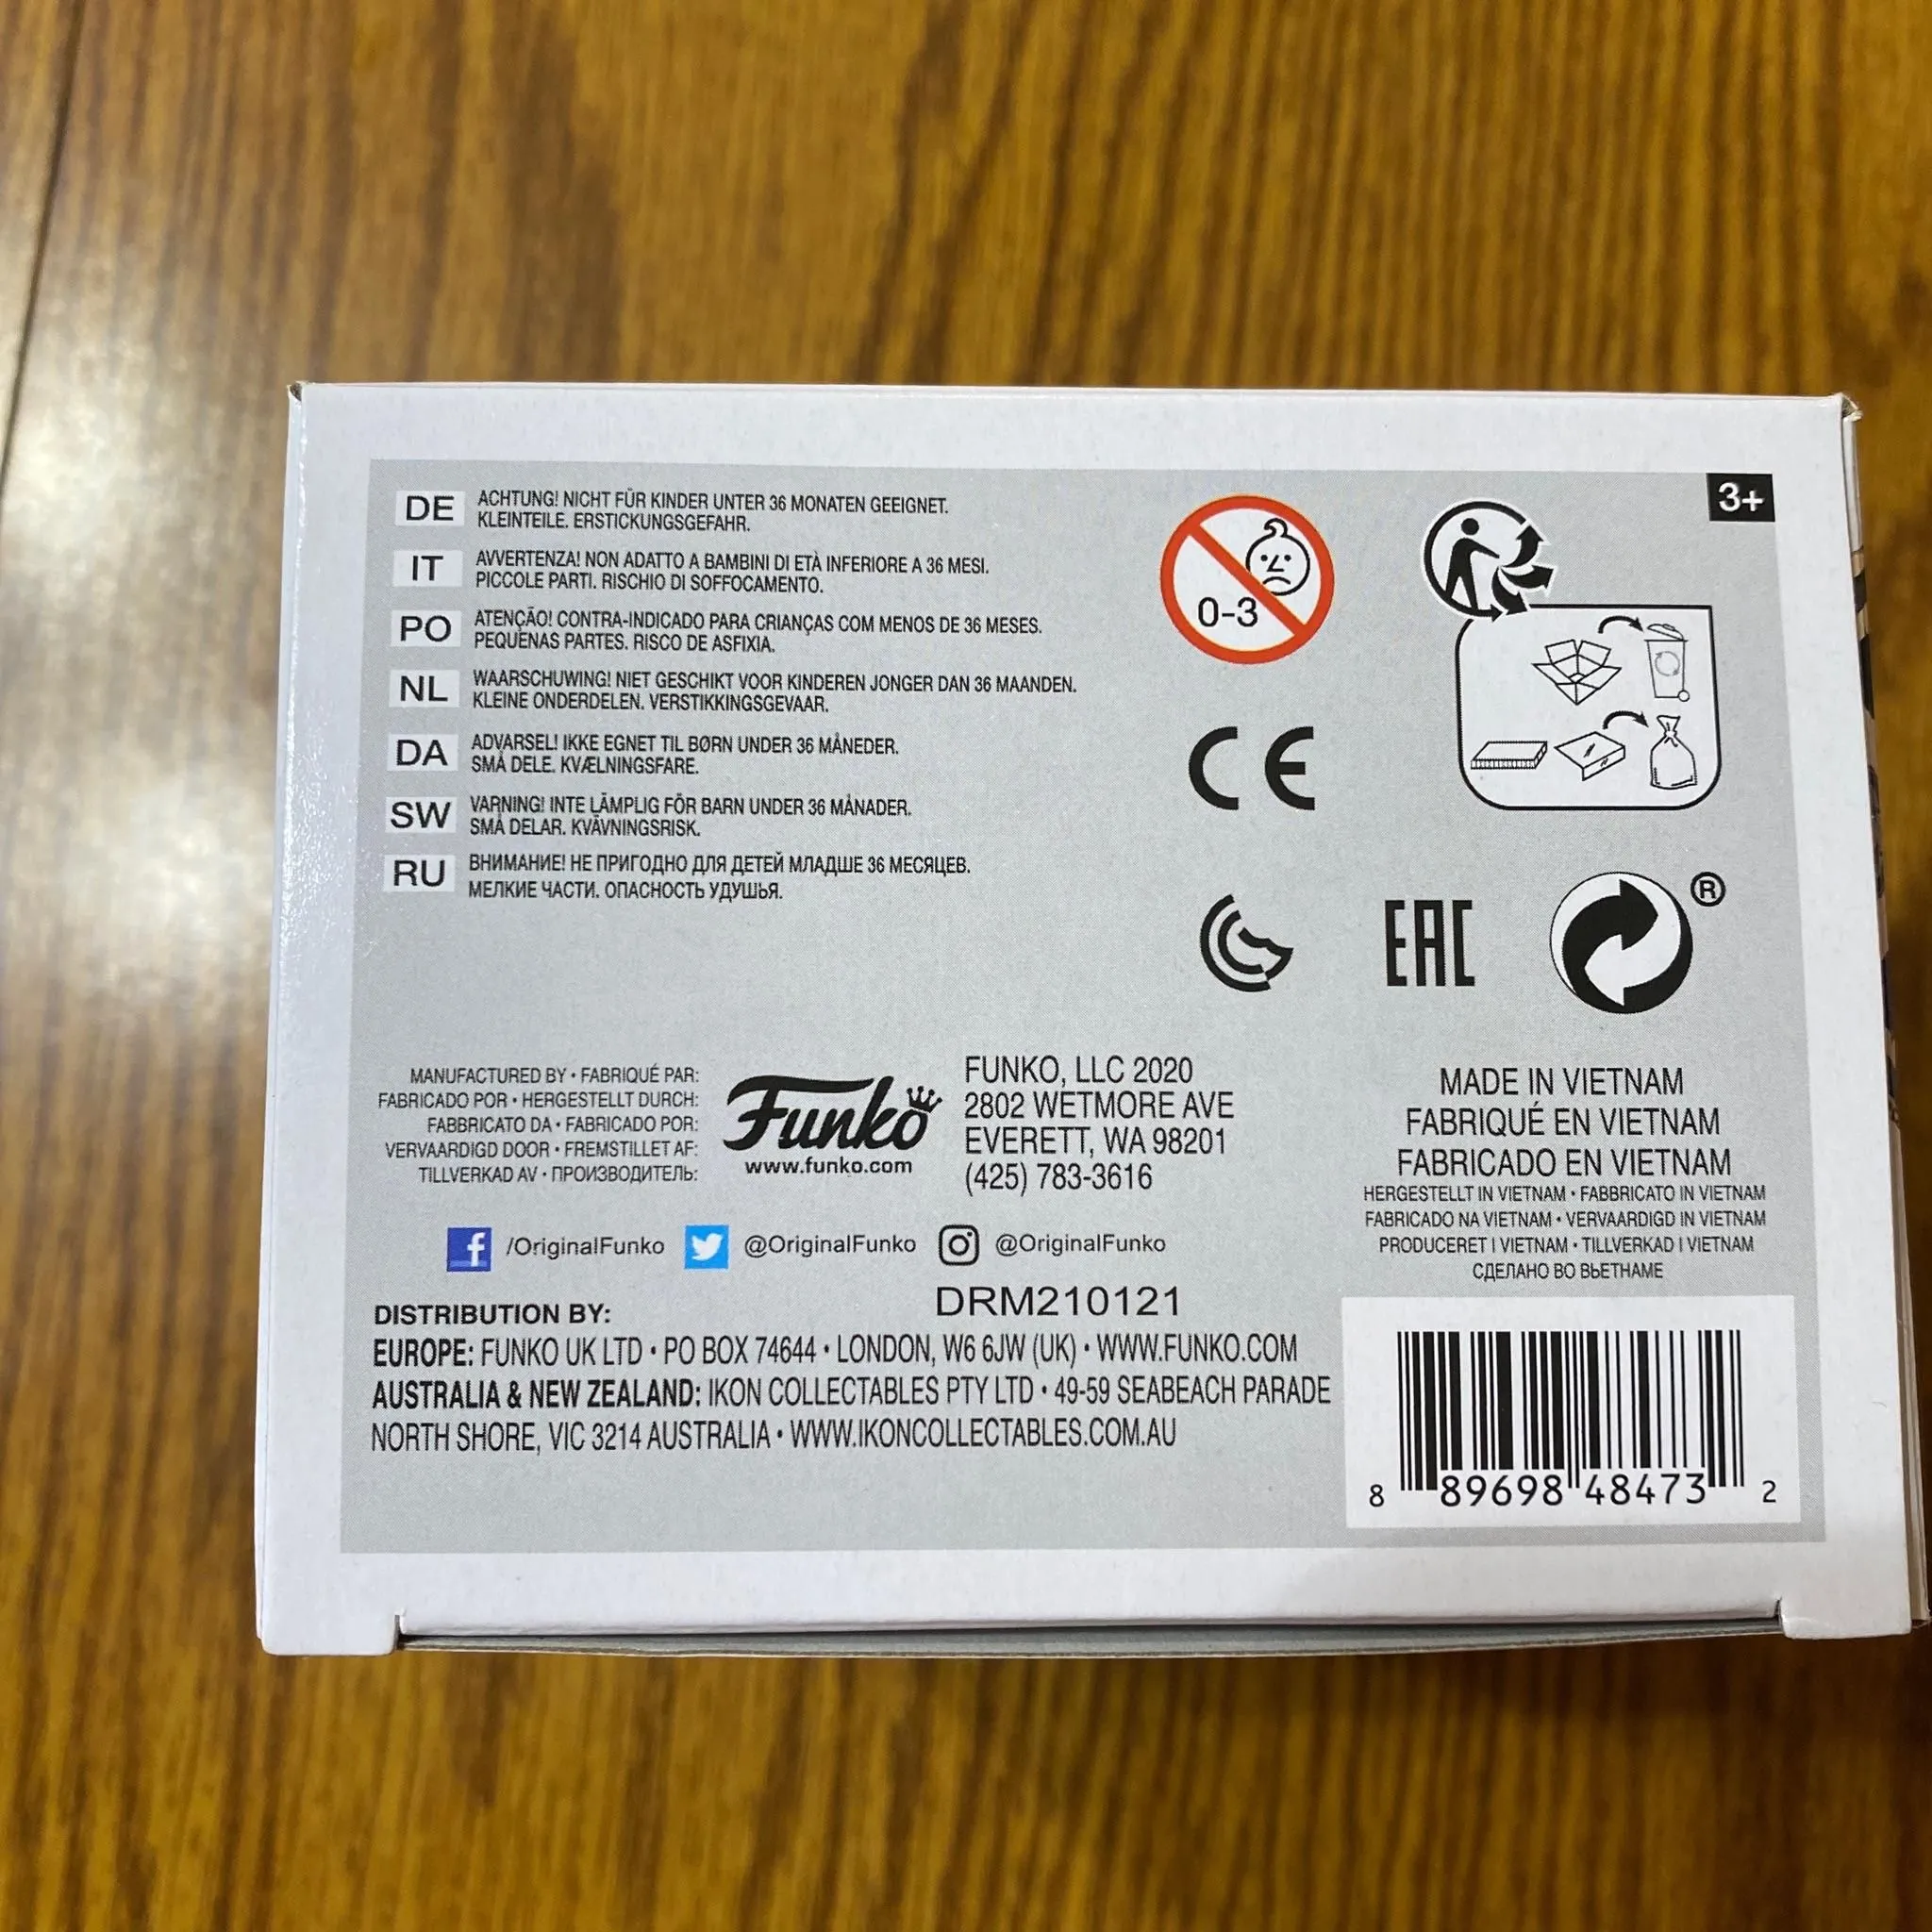 3+
DE
ACHTUNG! NICHT FÜR KINDER UNTER 36 MONATEN GEEIGNET.
KLEINTEILE. ERSTICKUNGSGEFAHR.
IT
AVVERTENZA! NON ADATTO A BAMBINI DI ETÀ INFERIORE A 36 MESI.
PICCOLE PARTI. RISCHIO DI SOFFOCAMENTO.
PO
ATENÇÃO! CONTRA-INDICADO PARA CRIANÇAS COM MENOS DE 36 MESES.
PEQUENAS PARTES. RISCO DE ASFIXIA.
NL
WAARSCHUWING! NIET GESCHIKT VOOR KINDEREN JONGER DAN 36 MAANDEN.
KLEINE ONDERDELEN. VERSTIKKINGSGEVAAR.
DA
ADVARSEL! IKKE EGNET TIL BØRN UNDER 36 MÅNEDER.
SMÅ DELE. KVÆLNINGSFARE.
SW
VARNING! INTE LÄMPLIG FÖR BARN UNDER 36 MÅNADER.
SMÅ DELAR. KVÄVNINGSRISK.
RU
ВНИМАНИЕ! НЕ ПРИГОДНО ДЛЯ ДЕТЕЙ МЛАДШЕ 36 МЕСЯЦЕВ.
МЕЛКИЕ ЧАСТИ. ОПАСНОСТЬ УДУШЬЯ.
0-3
CE
EAC
®
MANUFACTURED BY • FABRIQUÉ PAR:
FABRICADO POR • HERGESTELLT DURCH:
FABBRICATO DA • FABRICADO POR:
VERVAARDIGD DOOR • FREMSTILLET AF:
TILLVERKAD AV • ПРОИЗВОДИТЕЛЬ:
Funko
www.funko.com
FUNKO, LLC 2020
2802 WETMORE AVE
EVERETT, WA 98201
(425) 783-3616
MADE IN VIETNAM
FABRIQUÉ EN VIETNAM
FABRICADO EN VIETNAM
HERGESTELLT IN VIETNAM • FABBRICATO IN VIETNAM
FABRICADO NA VIETNAM • VERVAARDIGD IN VIETNAM
PRODUCERET I VIETNAM • TILLVERKAD I VIETNAM
СДЕЛАНО ВО ВЬЕТНАМЕ
/OriginalFunko @OriginalFunko @OriginalFunko
DRM210121
DISTRIBUTION BY:
EUROPE: FUNKO UK LTD • PO BOX 74644 • LONDON, W6 6JW (UK) • WWW.FUNKO.COM
AUSTRALIA & NEW ZEALAND: IKON COLLECTABLES PTY LTD • 49-59 SEABEACH PARADE
NORTH SHORE, VIC 3214 AUSTRALIA • WWW.IKONCOLLECTABLES.COM.AU
8 89698 48473 2